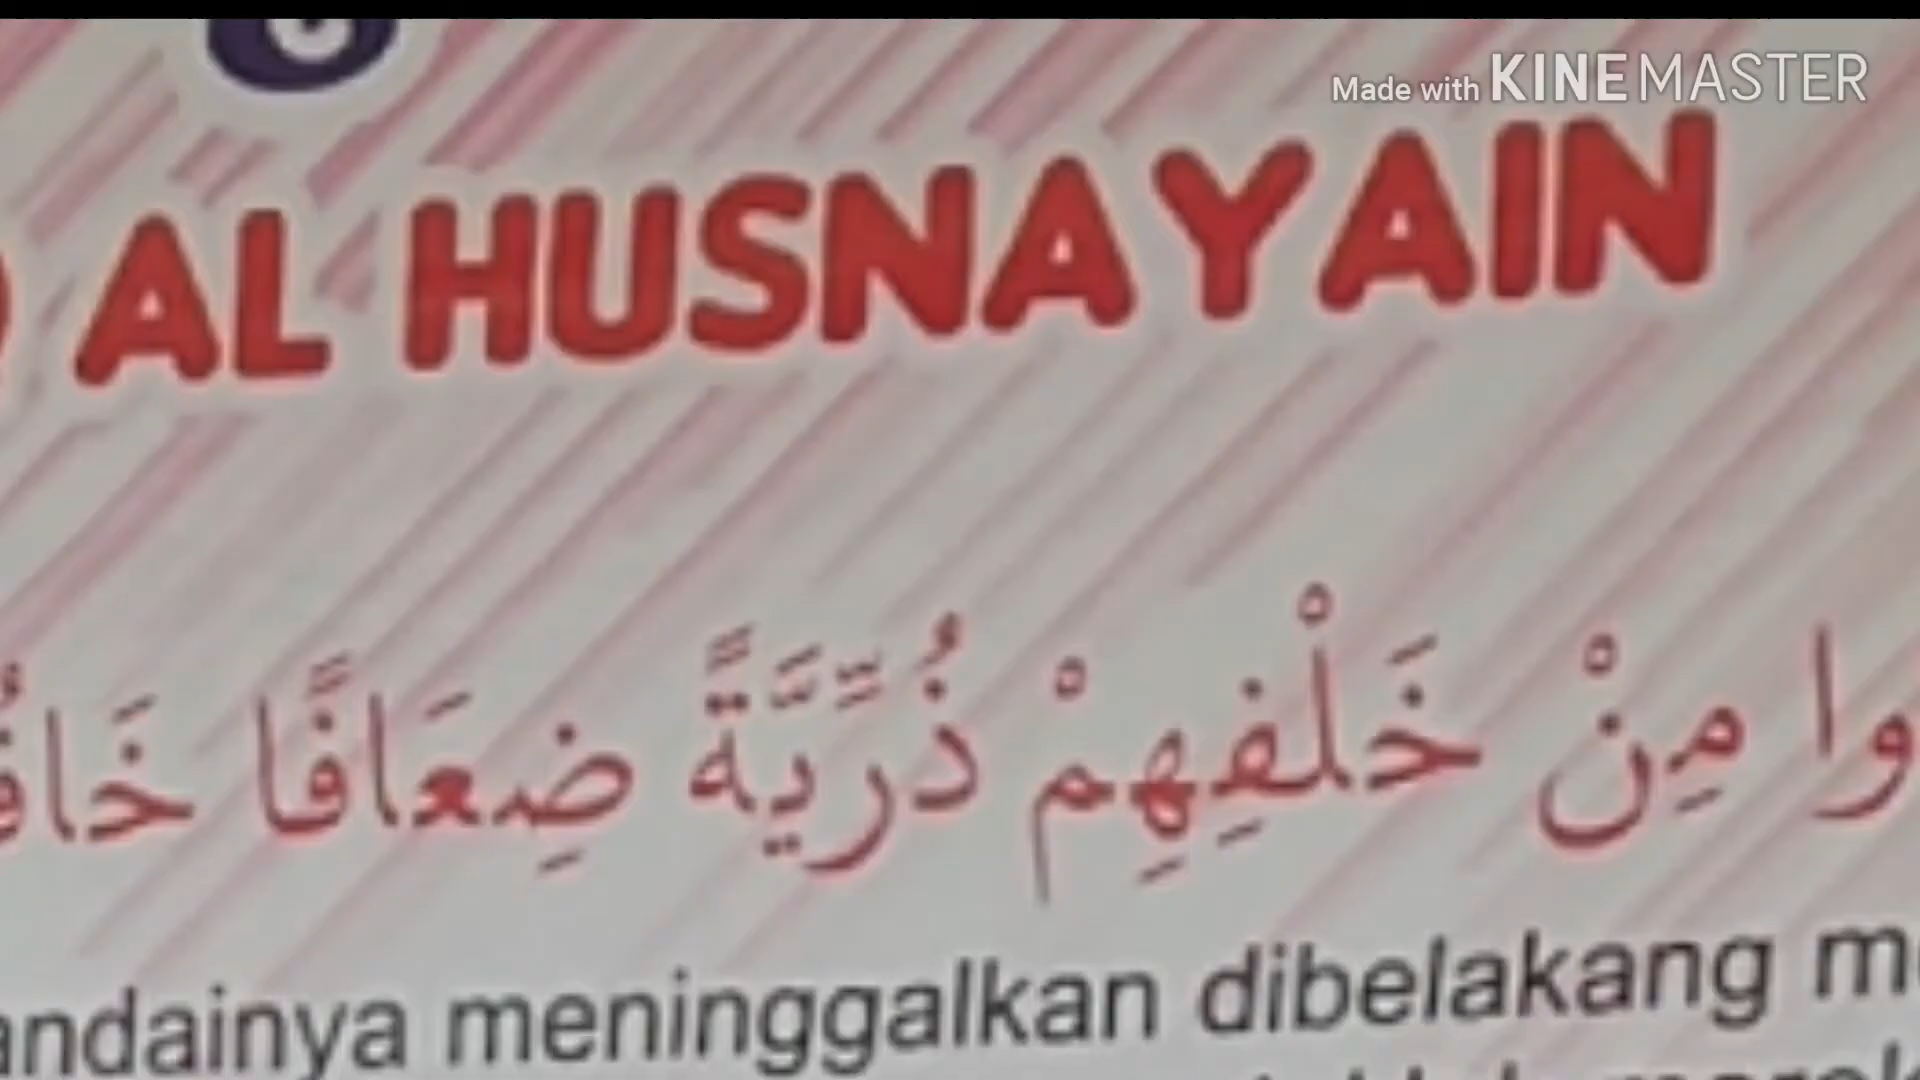 Made with KINEMASTER
AL HUSNAYAIN
مِنْ خَلْفِهِمْ ذُرِّيَّةً ضِعَافًا
meninggalkan dibelakang